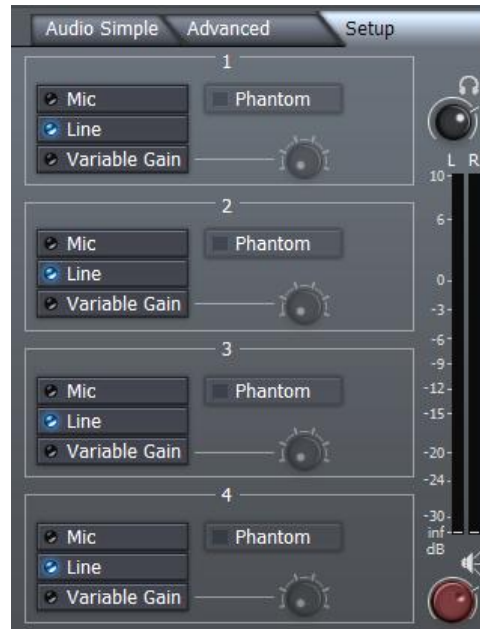 Audio Simple Advanced Setup
1
Mic Phantom
Line
Variable Gain
2
Mic Phantom
Line
Variable Gain
3
Mic Phantom
Line
Variable Gain
4
Mic Phantom
Line
Variable Gain
L R
10-
6-
0-
-3-
-6-
-9-
-12-
-15-
-20-
-24-
-30-
inf-
dB